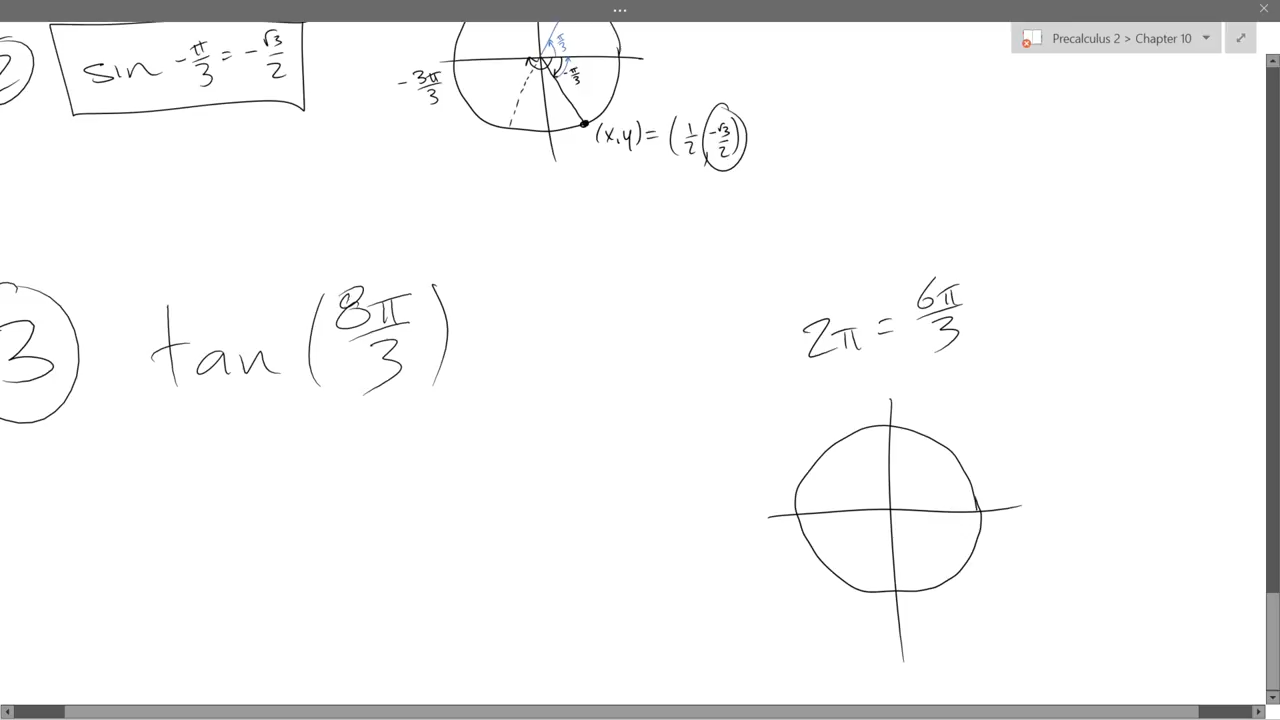 ...
Precalculus 2 > Chapter 10
2
sin -π/3 = -√3/2
π/3
-π/3
-3π/3
(x,y) = (1/2 -√3/2)
3
tan (8π/3)
2π = 6π/3